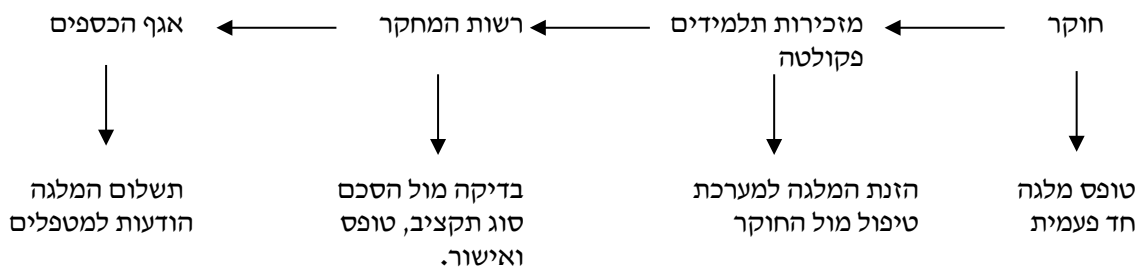 חוקר
מזכירות תלמידים
פקולטה
רשות המחקר
אגף הכספים
טופס מלגה
חד פעמית
הזנת המלגה למערכת
טיפול מול החוקר
בדיקה מול הסכם
סוג תקציב, טופס
ואישור.
תשלום המלגה
הודעות למטפלים